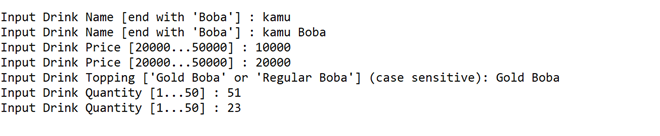 Input Drink Name [end with 'Boba'] : kamu
Input Drink Name [end with 'Boba'] : kamu Boba
Input Drink Price [20000...50000] : 10000
Input Drink Price [20000...50000] : 20000
Input Drink Topping ['Gold Boba' or 'Regular Boba'] (case sensitive): Gold Boba
Input Drink Quantity [1...50] : 51
Input Drink Quantity [1...50] : 23